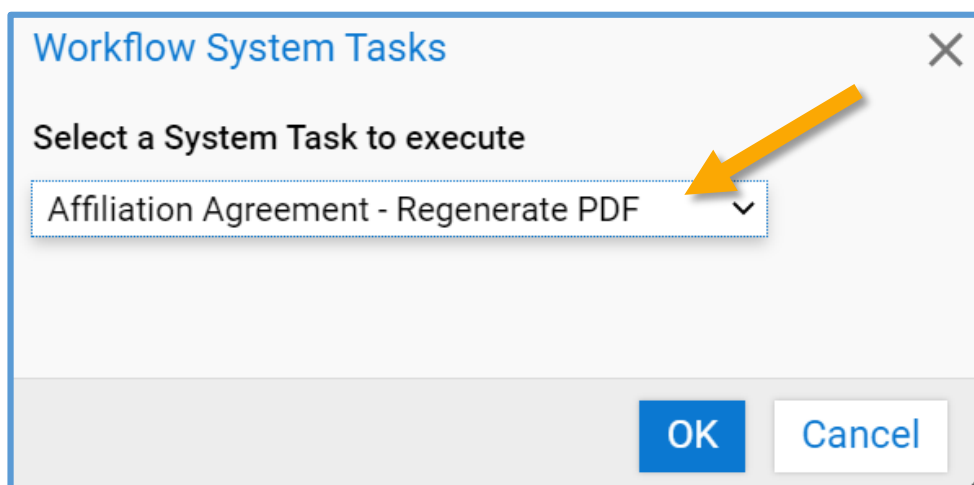 Workflow System Tasks
Select a System Task to execute
Affiliation Agreement - Regenerate PDF
OK Cancel